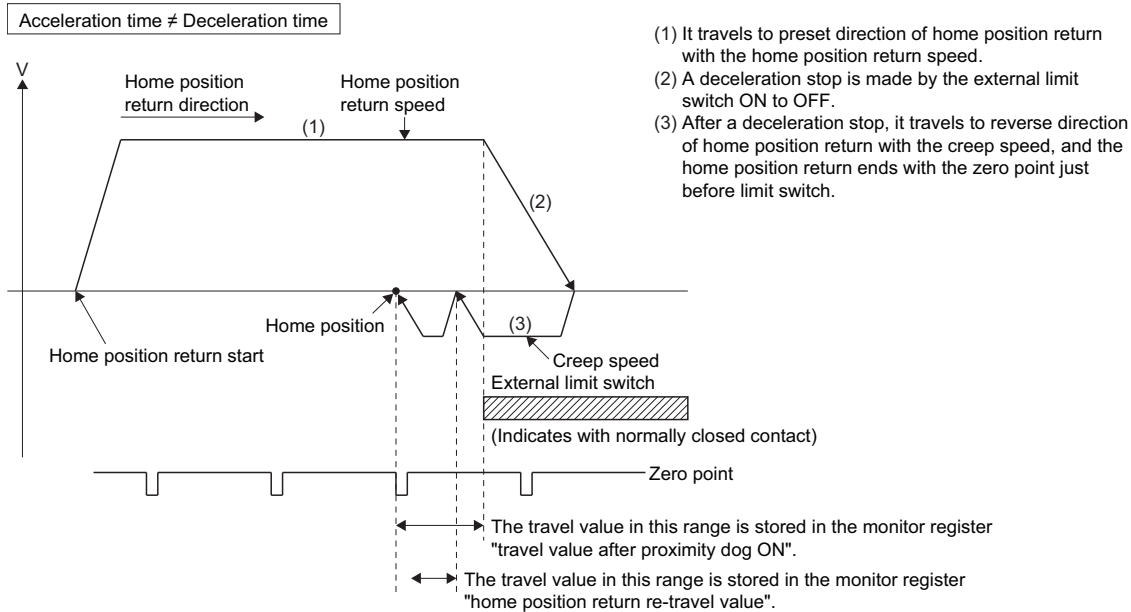 Acceleration time ≠ Deceleration time
V
Home position
return direction
Home position
return speed
(1)
(2)
Home position
(3)
Home position return start
Creep speed
External limit switch
(Indicates with normally closed contact)
Zero point
The travel value in this range is stored in the monitor register
"travel value after proximity dog ON".
The travel value in this range is stored in the monitor register
"home position return re-travel value".
(1) It travels to preset direction of home position return
with the home position return speed.
(2) A deceleration stop is made by the external limit
switch ON to OFF.
(3) After a deceleration stop, it travels to reverse direction
of home position return with the creep speed, and the
home position return ends with the zero point just
before limit switch.